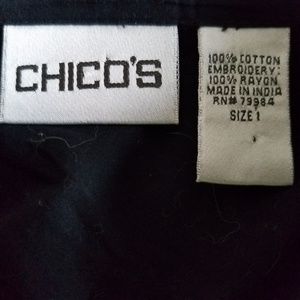 CHICO'S
100% COTTON
EMBROIDERY:
100% RAYON
MADE IN INDIA
RN# 79984
SIZE 1